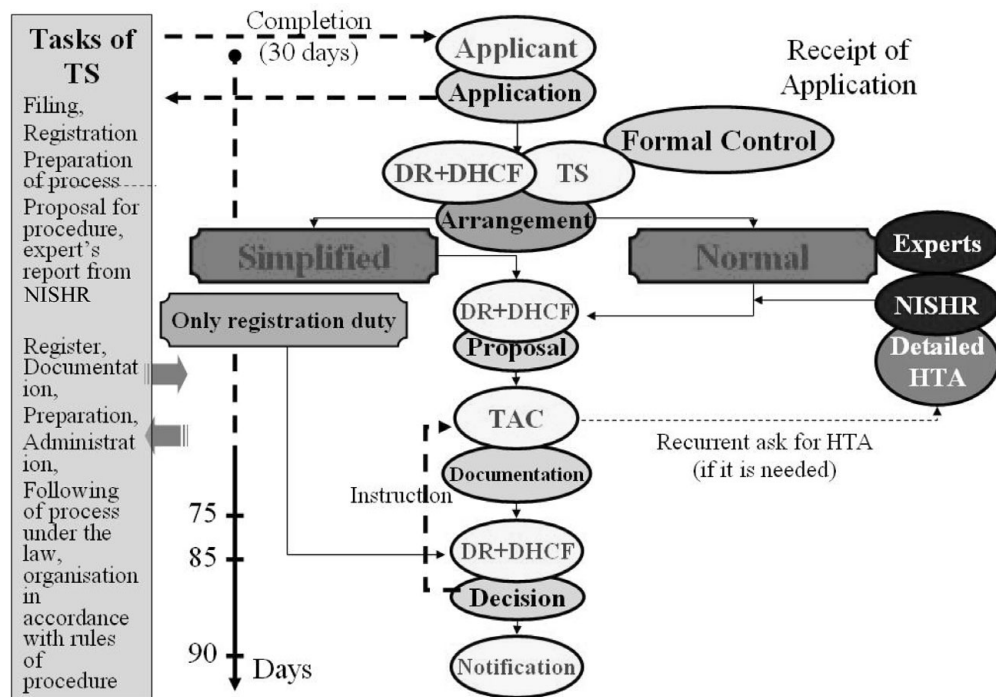 Tasks of
TS
Filing,
Registration
Preparation
of process
Proposal for
procedure,
expert's
report from
NISHR
Register,
Documentat
ion,
Preparation,
Administrat
ion,
Following
of process
under the
law,
organisation
in
accordance
with rules
of
procedure
Completion
(30 days)
Applicant
Application
Receipt of
Application
Formal Control
DR+DHCF
TS
Arrangement
Simplified
Normal
Experts
Only registration duty
DR+DHCF
Proposal
NISHR
Detailed
HTA
TAC
Documentation
Recurrent ask for HTA
(if it is needed)
Instruction
75
85
90
Days
DR+DHCF
Decision
Notification